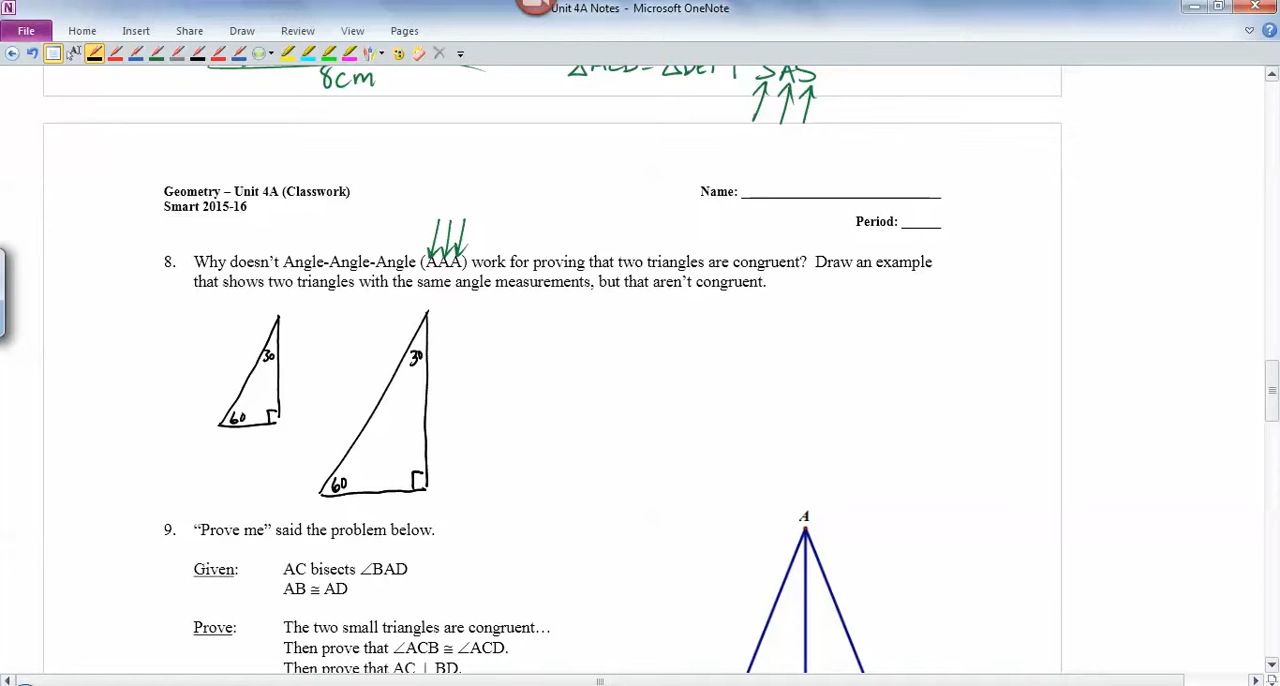 Unit 4A Notes - Microsoft OneNote
File Home Insert Share Draw Review View Pages
8cm
SAS
Geometry – Unit 4A (Classwork)
Name: ____________________
Smart 2015-16
Period: _____
8. Why doesn't Angle-Angle-Angle (AAA) work for proving that two triangles are congruent? Draw an example
that shows two triangles with the same angle measurements, but that aren't congruent.
30
30
60
60
A
9. "Prove me" said the problem below.
Given: AC bisects ∠BAD
AB ≅ AD
Prove: The two small triangles are congruent…
Then prove that ∠ACB ≅ ∠ACD.
Then prove that AC ⊥ BD.